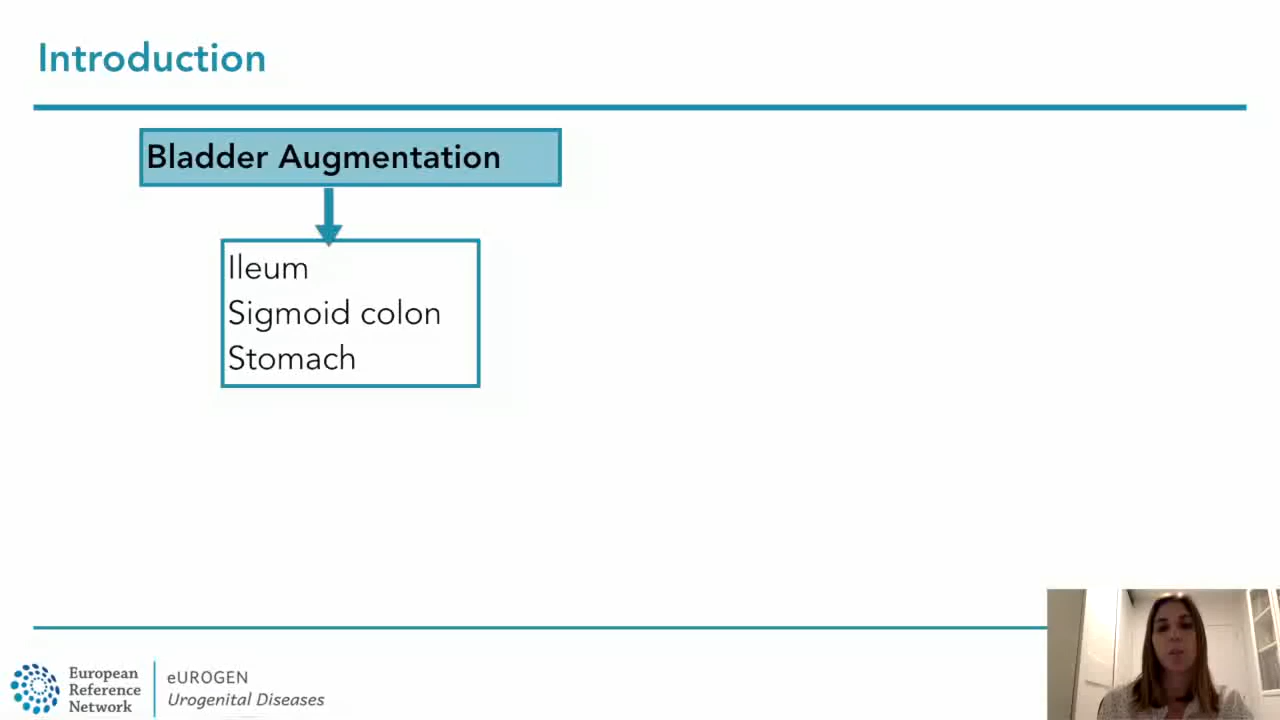 Introduction
Bladder Augmentation
Ileum
Sigmoid colon
Stomach
European
Reference
Network
eUROGEN
Urogenital Diseases